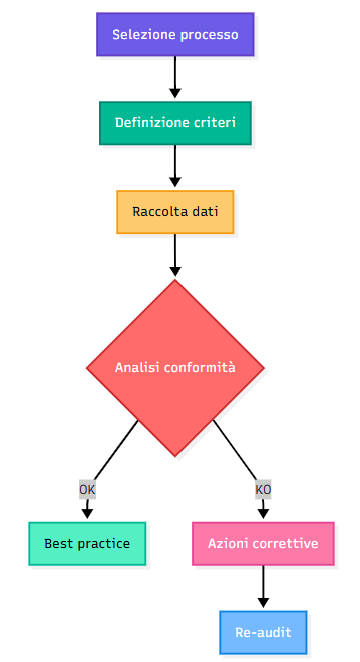 Selezione processo
Definizione criteri
Raccolta dati
Analisi conformità
OK
KO
Best practice
Azioni correttive
Re-audit